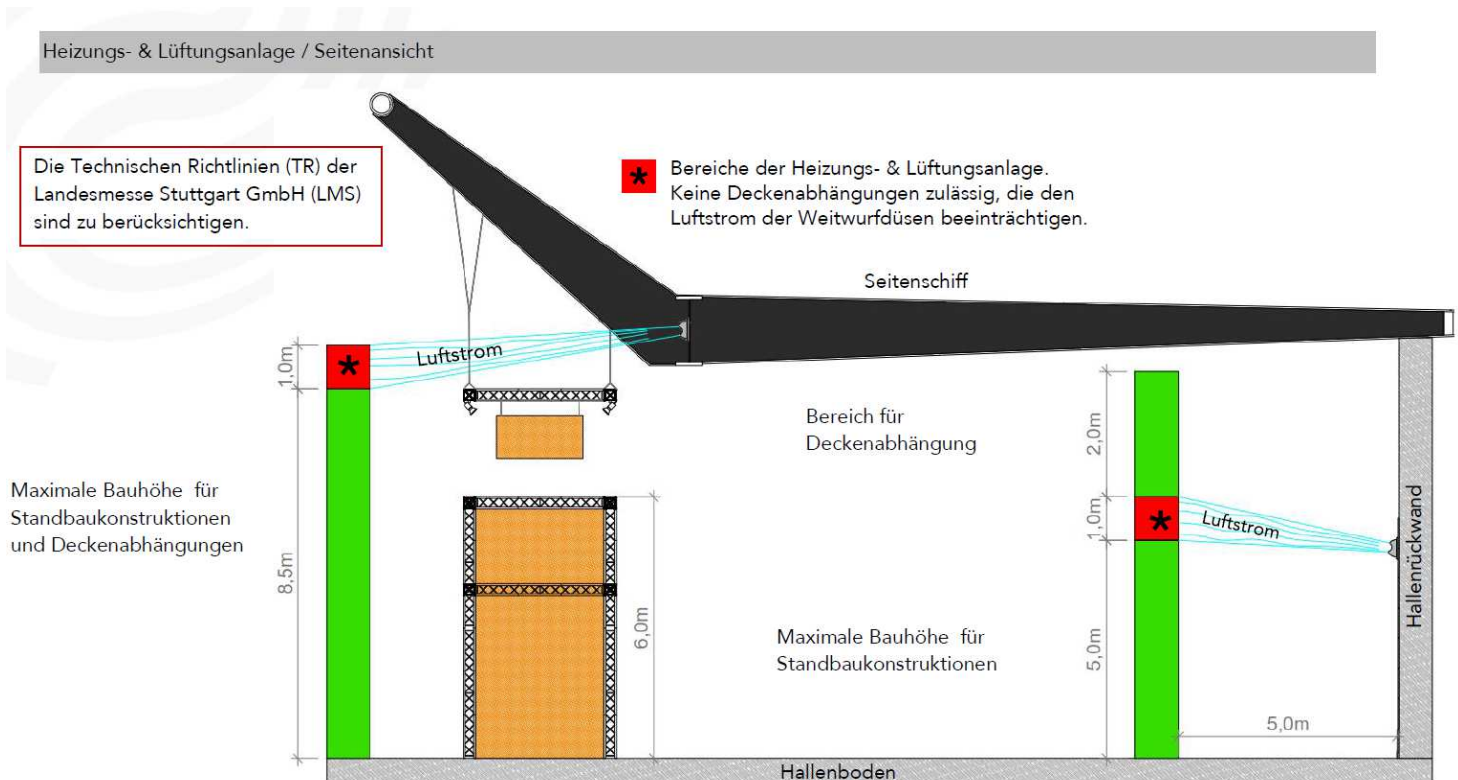 Heizungs- & Lüftungsanlage / Seitenansicht
Die Technischen Richtlinien (TR) der
Landesmesse Stuttgart GmbH (LMS)
sind zu berücksichtigen.
*
Bereiche der Heizungs- & Lüftungsanlage.
Keine Deckenabhängungen zulässig, die den
Luftstrom der Weitwurfdüsen beeinträchtigen.
Seitenschiff
1,0m
*
Luftstrom
Bereich für
Deckenabhängung
2,0m
Maximale Bauhöhe für
Standbaukonstruktionen
und Deckenabhängungen
8,5m
6,0m
1,0m
*
Luftstrom
Hallenrückwand
Maximale Bauhöhe für
Standbaukonstruktionen
5,0m
5,0m
Hallenboden